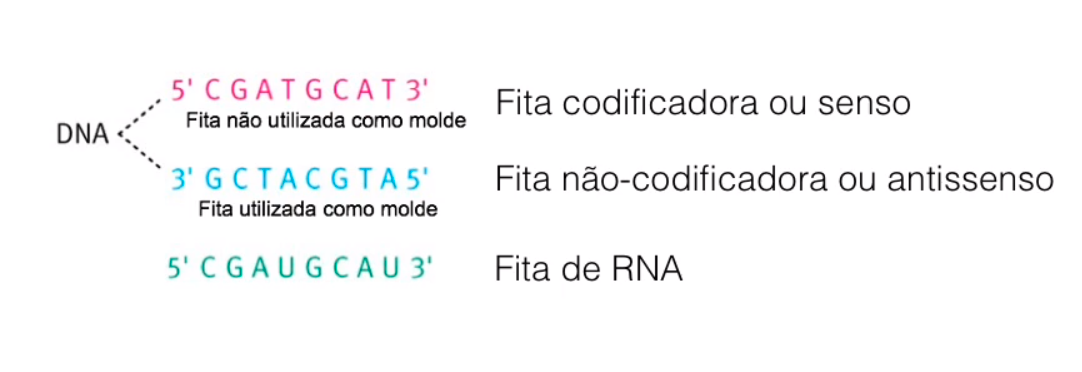 5' C G A T G C A T 3' Fita codificadora ou senso
Fita não utilizada como molde
DNA
3' G C T A C G T A 5' Fita não-codificadora ou antissenso
Fita utilizada como molde
5' C G A U G C A U 3' Fita de RNA